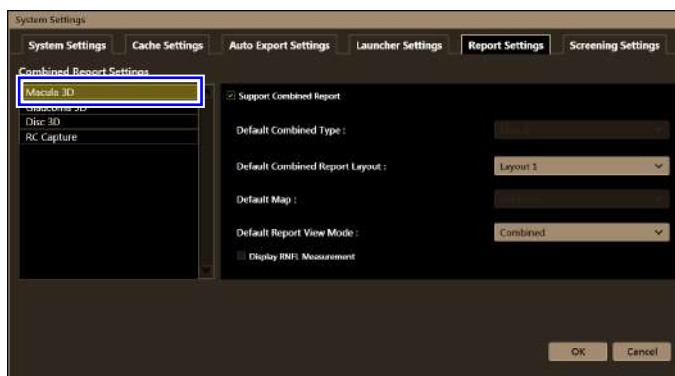 System Settings
System Settings Cache Settings Auto Export Settings Launcher Settings Report Settings Screening Settings
Combined Report Settings
Macula 3D
Glaucoma 3D
Disc 3D
RC Capture
Support Combined Report
Default Combined Type :
Default Combined Report Layout : Layout 1
Default Map :
Default Report View Mode : Combined
Display RNFL Measurement
OK Cancel